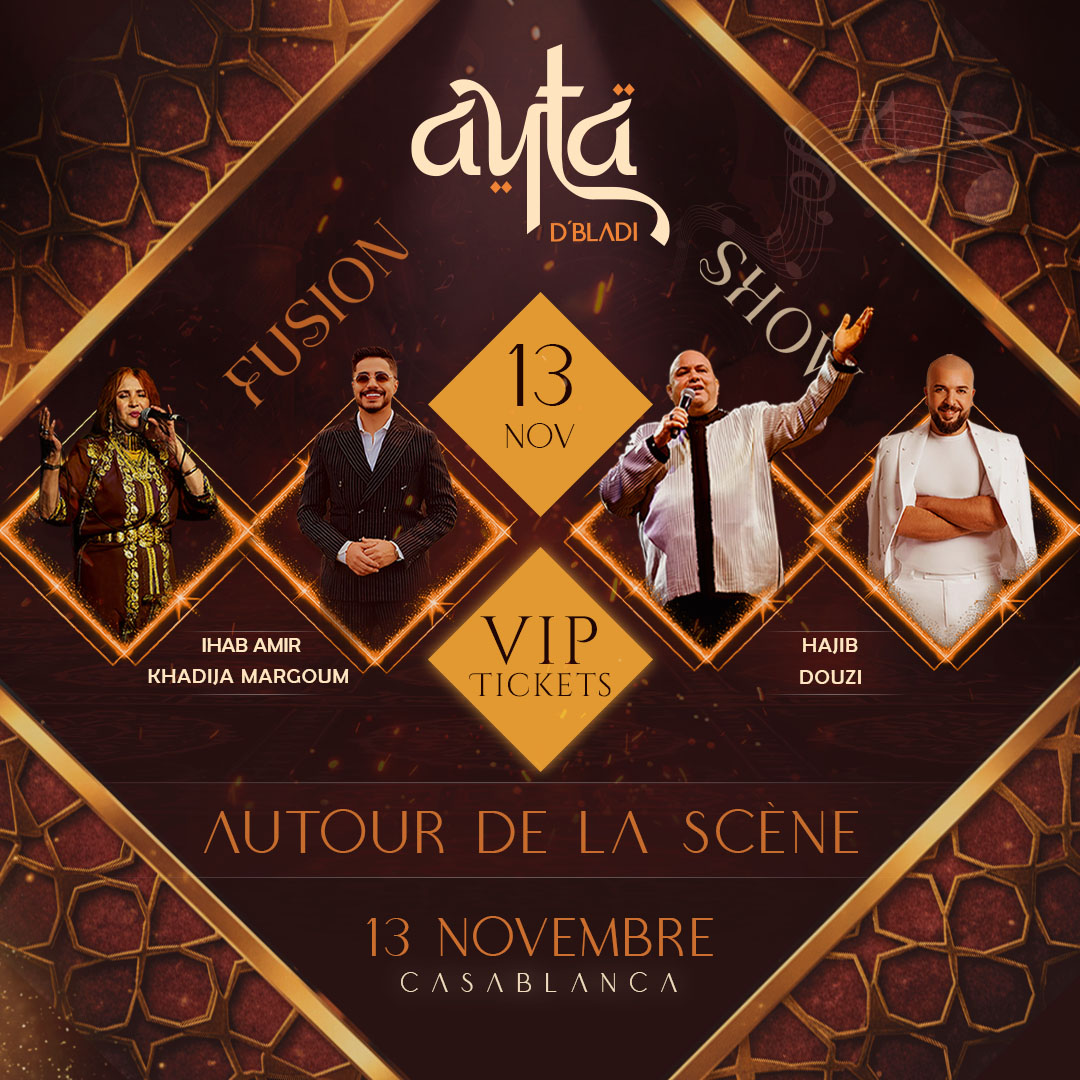 ayta
D'BLADI
FUSION
SHOW
13
NOV
VIP
TICKETS
IHAB AMIR
KHADIJA MARGOUM
HAJIB
DOUZI
AUTOUR DE LA SCÈNE
13 NOVEMBRE
CASABLANCA